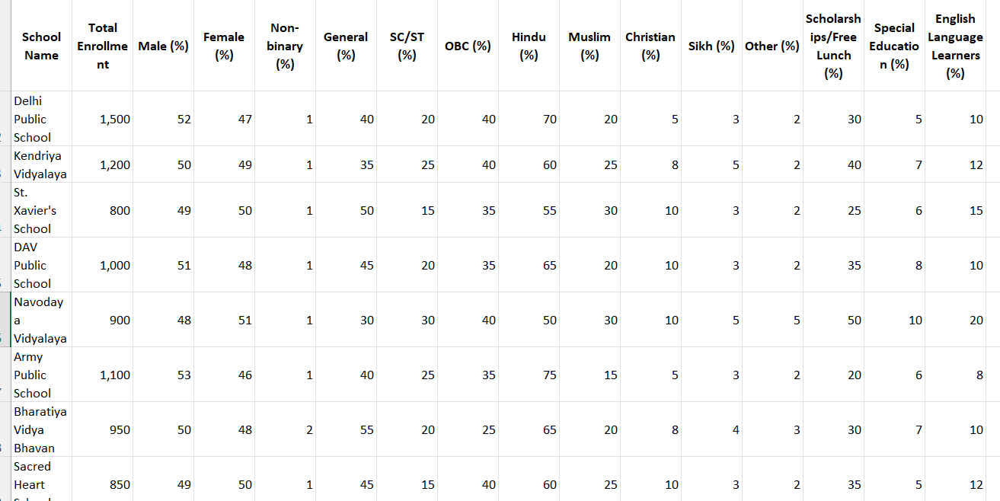 School Name Total Enrollment Male (%) Female (%) Non-binary (%) General (%) SC/ST (%) OBC (%) Hindu (%) Muslim (%) Christian (%) Sikh (%) Other (%) Scholarships/Free Lunch (%) Special Education (%) English Language Learners (%)
Delhi Public School 1,500 52 47 1 40 20 40 70 20 5 3 2 30 5 10
Kendriya Vidyalaya 1,200 50 49 1 35 25 40 60 25 8 5 2 40 7 12
St. Xavier's School 800 49 50 1 50 15 35 55 30 10 3 2 25 6 15
DAV Public School 1,000 51 48 1 45 20 35 65 20 10 3 2 35 8 10
Navodaya Vidyalaya 900 48 51 1 30 30 40 50 30 10 5 5 50 10 20
Army Public School 1,100 53 46 1 40 25 35 75 15 5 3 2 20 6 8
Bharatiya Vidya Bhavan 950 50 48 2 55 20 25 65 20 8 4 3 30 7 10
Sacred Heart 850 49 50 1 45 15 40 60 25 10 3 2 35 5 12